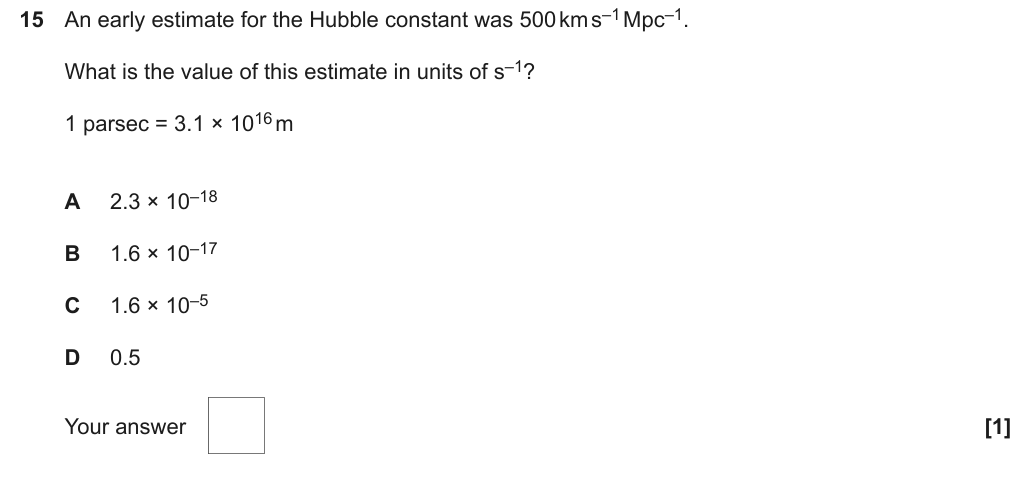 15 An early estimate for the Hubble constant was 500 km s⁻¹ Mpc⁻¹.
What is the value of this estimate in units of s⁻¹?
1 parsec = 3.1 × 10¹⁶ m
A 2.3 × 10⁻¹⁸
B 1.6 × 10⁻¹⁷
C 1.6 × 10⁻⁵
D 0.5
Your answer [1]